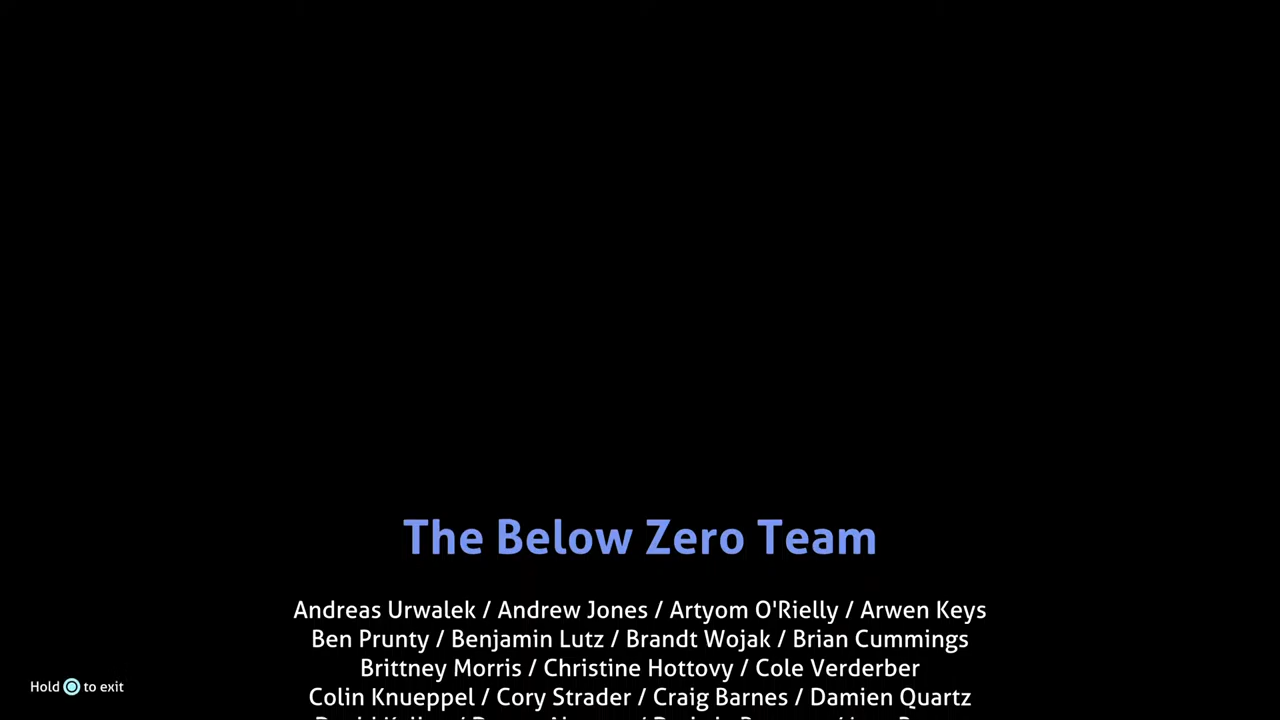 The Below Zero Team
Andreas Urwalek / Andrew Jones / Artyom O'Rielly / Arwen Keys
Ben Prunty / Benjamin Lutz / Brandt Wojak / Brian Cummings
Brittney Morris / Christine Hottovy / Cole Verderber
Colin Knueppel / Cory Strader / Craig Barnes / Damien Quartz
Hold to exit